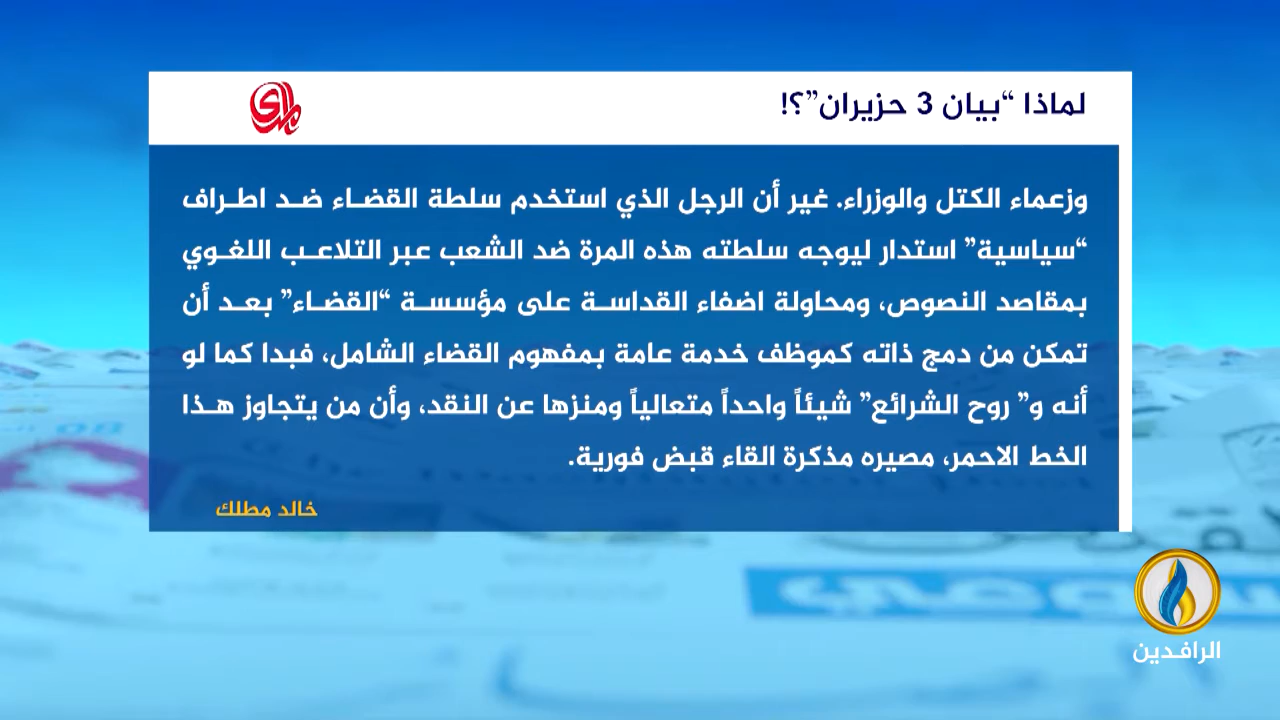 لماذا “بيان 3 حزيران”؟!
المدى
وزعماء الكتل والوزراء. غير أن الرجل الذي استخدم سلطة القضاء ضد اطراف
“سياسية” استدار ليوجه سلطته هذه المرة ضد الشعب عبر التلاعب اللغوي
بمقاصد النصوص، ومحاولة اضفاء القداسة على مؤسسة “القضاء” بعد أن
تمكن من دمج ذاته كموظف خدمة عامة بمفهوم القضاء الشامل، فبدا كما لو
أنه و” روح الشرائع” شيئاً واحداً متعالياً ومنزها عن النقد، وأن من يتجاوز هذا
الخط الاحمر، مصيره مذكرة القاء قبض فورية.
خالد مطلك
الرافدين